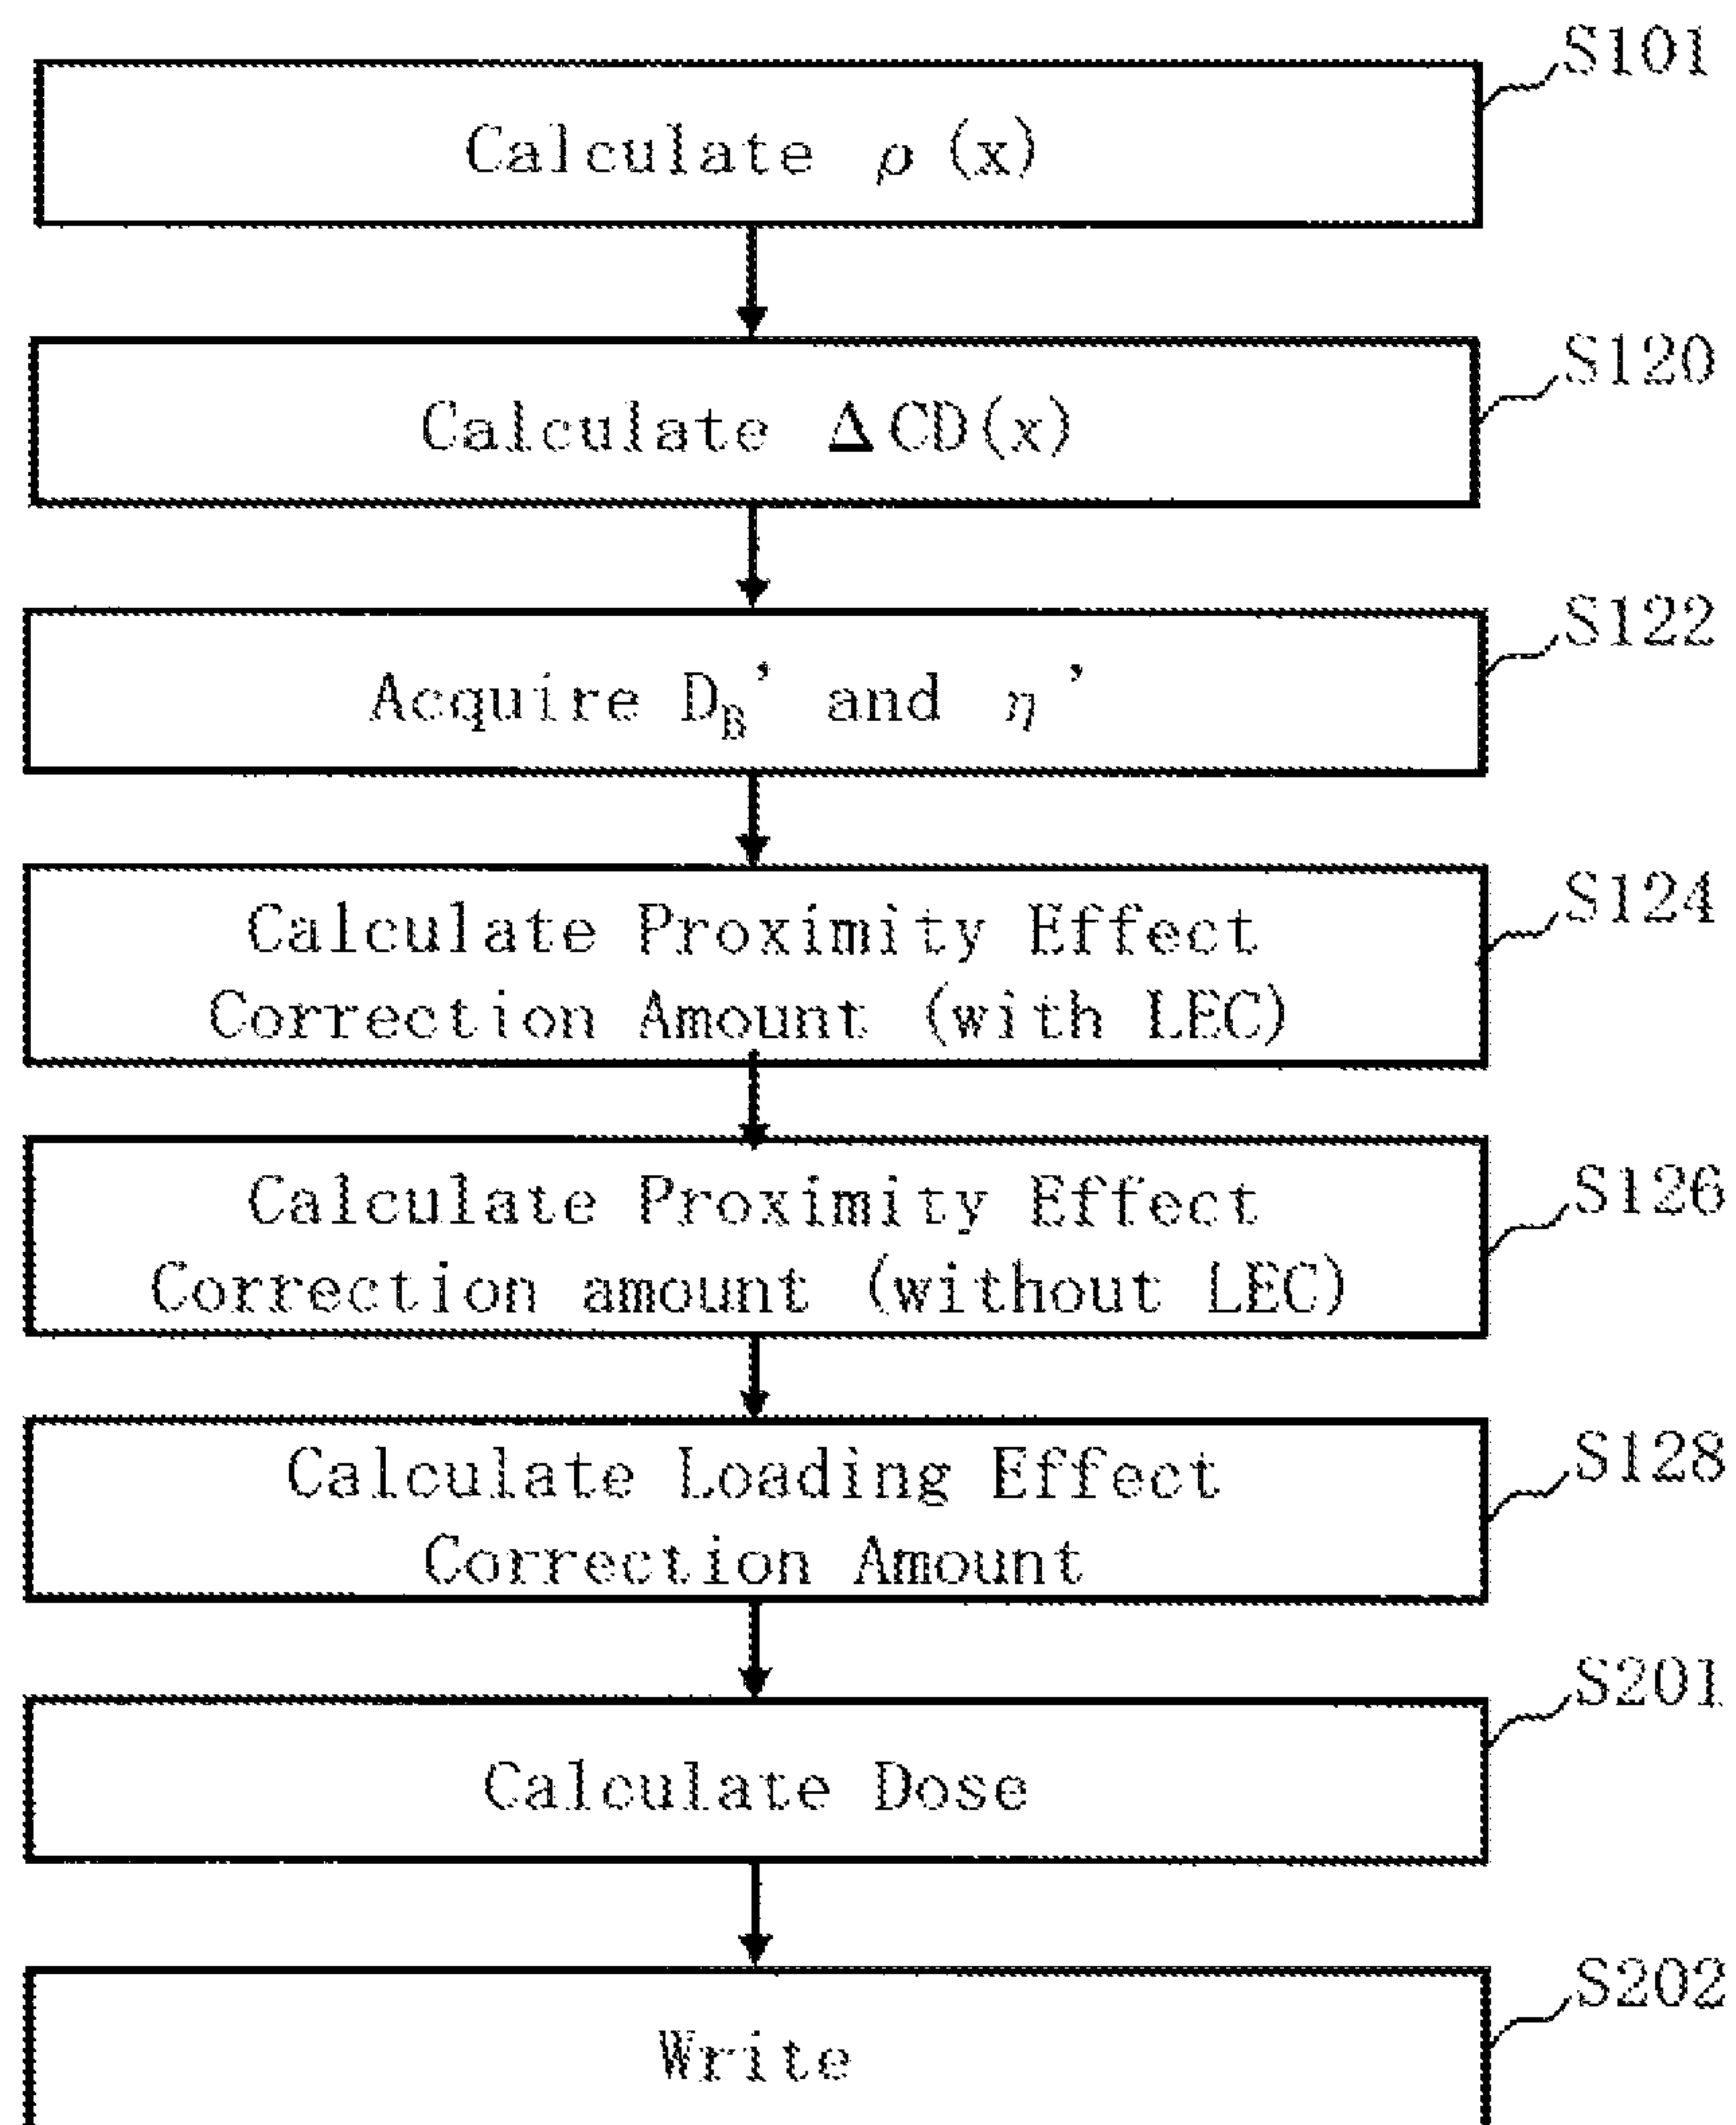 S101
Calculate ρ(x)
S120
Calculate ΔCD(x)
S122
Acquire D_B' and η'
S124
Calculate Proximity Effect
Correction Amount (with LEC)
S126
Calculate Proximity Effect
Correction amount (without LEC)
S128
Calculate Loading Effect
Correction Amount
S201
Calculate Dose
S202
Write